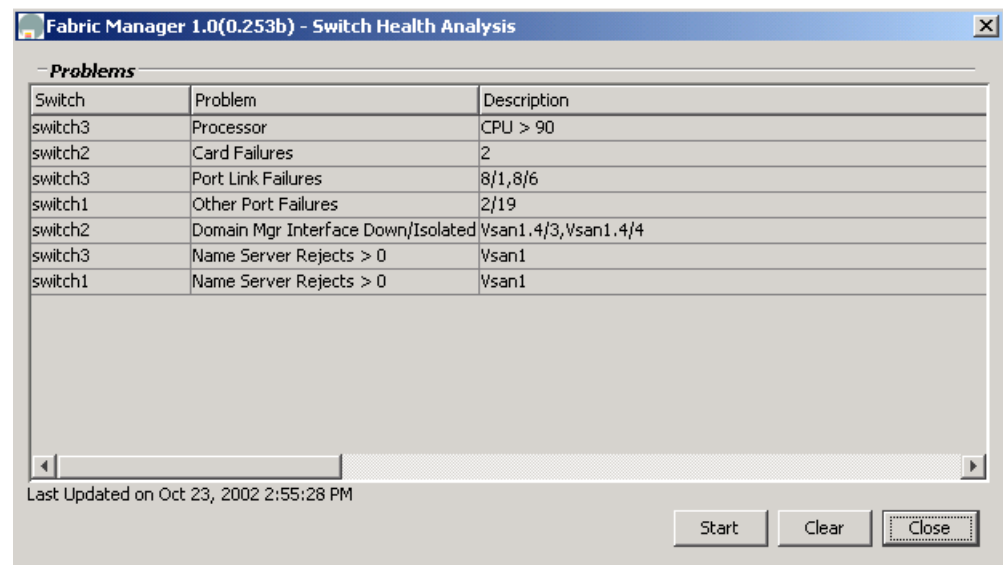 Fabric Manager 1.0(0.253b) - Switch Health Analysis
Problems
Switch Problem Description
switch3 Processor CPU > 90
switch2 Card Failures 2
switch3 Port Link Failures 8/1,8/6
switch1 Other Port Failures 2/19
switch2 Domain Mgr Interface Down/Isolated Vsan1.4/3,Vsan1.4/4
switch3 Name Server Rejects > 0 Vsan1
switch1 Name Server Rejects > 0 Vsan1
Last Updated on Oct 23, 2002 2:55:28 PM
Start Clear Close